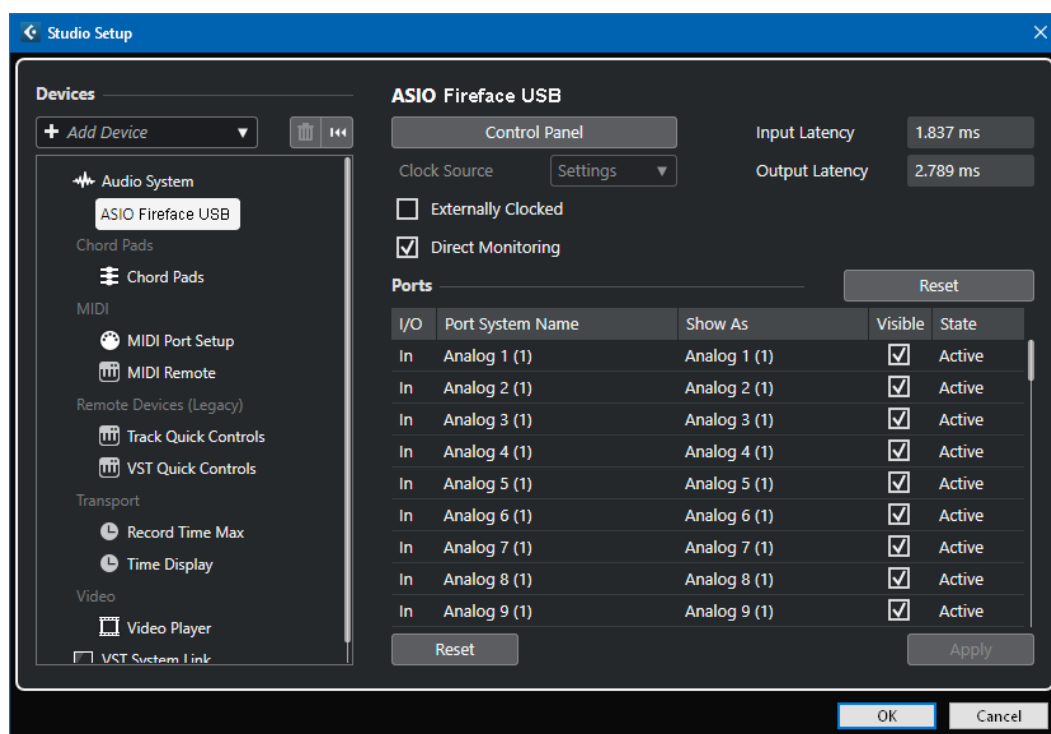 Studio Setup
Devices
Add Device
Audio System
ASIO Fireface USB
Chord Pads
Chord Pads
MIDI
MIDI Port Setup
MIDI Remote
Remote Devices (Legacy)
Track Quick Controls
VST Quick Controls
Transport
Record Time Max
Time Display
Video
Video Player
VST System Link
ASIO Fireface USB
Control Panel
Input Latency 1.837 ms
Clock Source Settings
Output Latency 2.789 ms
Externally Clocked
Direct Monitoring
Ports
Reset
I/O Port System Name Show As Visible State
In Analog 1 (1) Analog 1 (1) Active
In Analog 2 (1) Analog 2 (1) Active
In Analog 3 (1) Analog 3 (1) Active
In Analog 4 (1) Analog 4 (1) Active
In Analog 5 (1) Analog 5 (1) Active
In Analog 6 (1) Analog 6 (1) Active
In Analog 7 (1) Analog 7 (1) Active
In Analog 8 (1) Analog 8 (1) Active
In Analog 9 (1) Analog 9 (1) Active
Reset
Apply
OK
Cancel